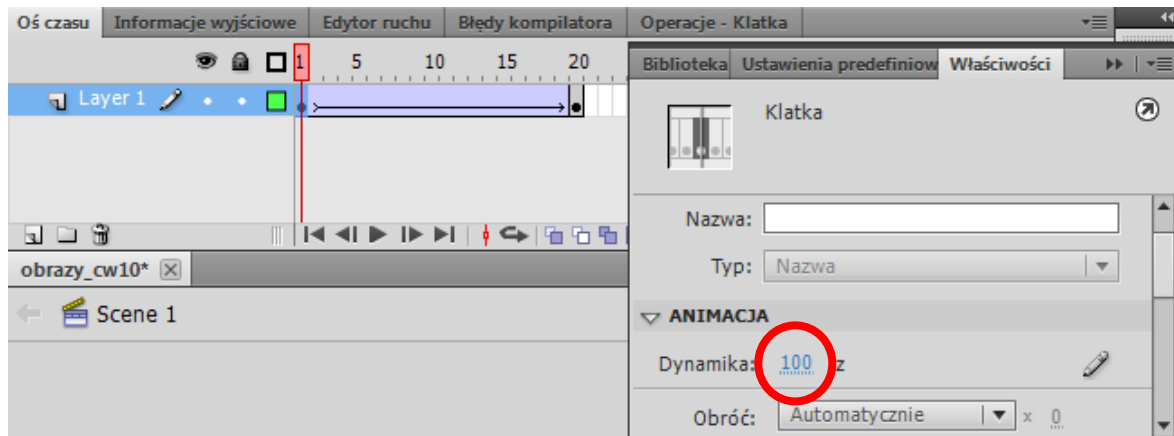 Oś czasu Informacje wyjściowe Edytor ruchu Błędy kompilatora Operacje - Klatka
1 5 10 15 20
Layer 1
obrazy_cw10*
Scene 1
Biblioteka Ustawienia predefiniow Właściwości
Klatka
Nazwa:
Typ: Nazwa
ANIMACJA
Dynamika: 100 z
Obróć: Automatycznie x 0